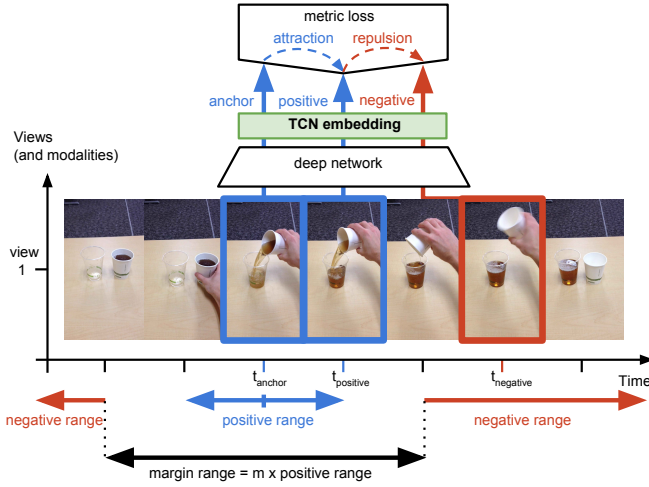 metric loss
attraction
repulsion
anchor
positive
negative
TCN embedding
Views
(and modalities)
deep network
view
1
t_anchor
t_positive
t_negative
Time
negative range
positive range
negative range
margin range = m x positive range